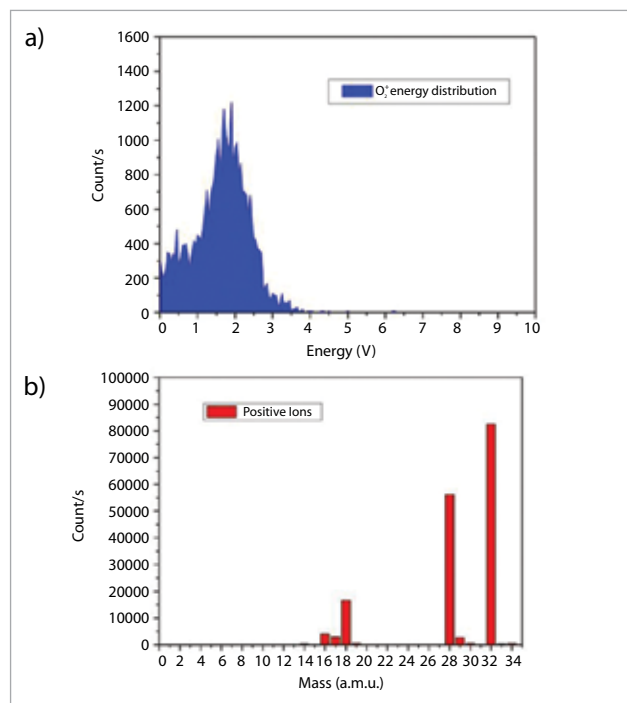 a)
1600
1400
1200
1000
800
600
400
200
0
Count/s
O₂⁺ energy distribution
0 1 2 3 4 5 6 7 8 9 10
Energy (V)
b)
100000
90000
80000
70000
60000
50000
40000
30000
20000
10000
0
Count/s
Positive Ions
0 2 4 6 8 10 12 14 16 18 20 22 24 26 28 30 32 34
Mass (a.m.u.)